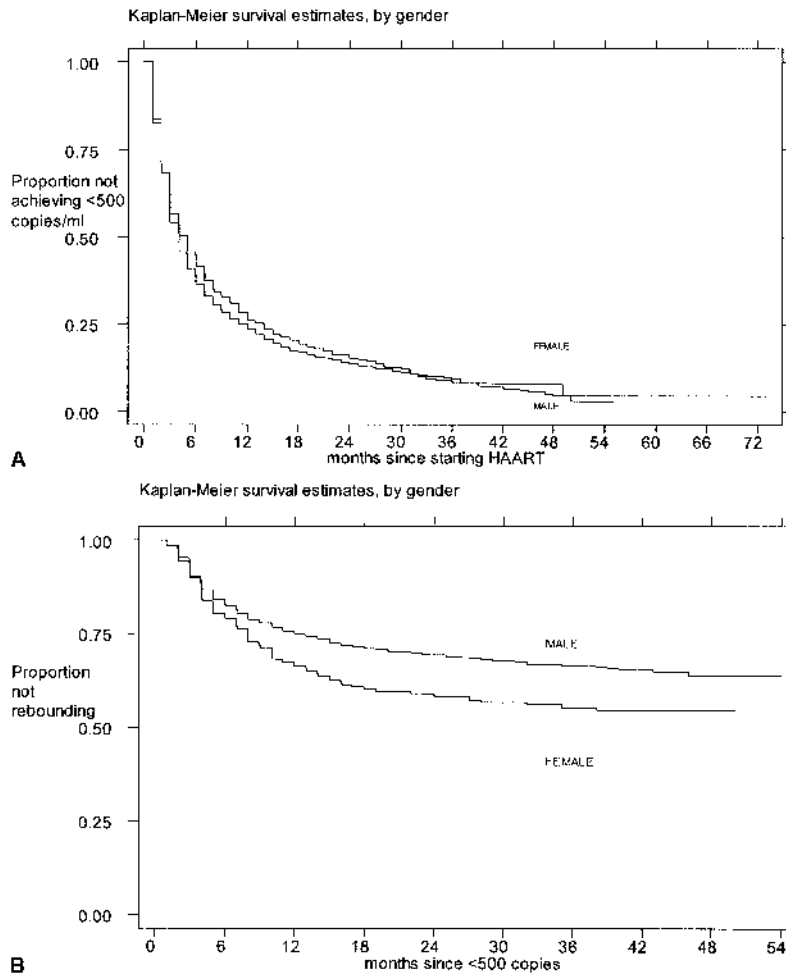 Kaplan-Meier survival estimates, by gender
1.00
0.75
Proportion not
achieving <500
copies/ml
0.50
0.25
FEMALE
MALE
0.00
0 6 12 18 24 30 36 42 48 54 60 66 72
A
months since starting HAART
Kaplan-Meier survival estimates, by gender
1.00
0.75
MALE
Proportion
not
rebounding
0.50
FEMALE
0.25
0.00
0 6 12 18 24 30 36 42 48 54
B
months since <500 copies